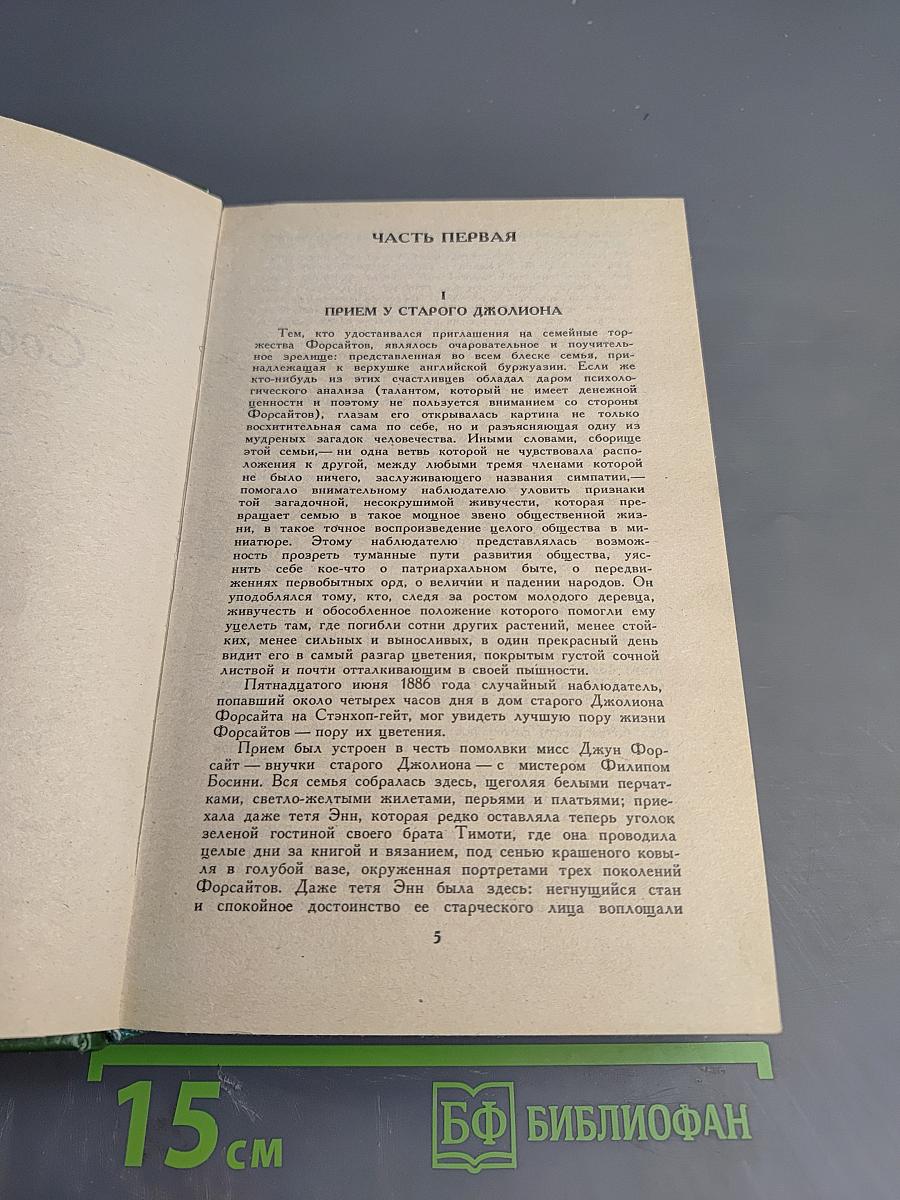 ЧАСТЬ ПЕРВАЯ
I
ПРИЕМ У СТАРОГО ДЖОЛИОНА
Тем, кто удостаивался приглашения на семейные тор-
жества Форсайтов, являлось очаровательное и поучитель-
ное зрелище: представленная во всем блеске семья, при-
надлежащая к верхушке английской буржуазии. Если же
кто-нибудь из этих счастливцев обладал даром психоло-
гического анализа (талантом, который не имеет денежной
ценности и поэтому не пользуется вниманием со стороны
Форсайтов), глазам его открывалась картина не только
восхитительная сама по себе, но и разъясняющая одну из
мудреных загадок человечества. Иными словами, сборище
этой семьи,— ни одна ветвь которой не чувствовала распо-
ложения к другой, между любыми тремя членами которой
не было ничего, заслуживающего названия симпатии,—
помогало внимательному наблюдателю уловить признаки
той загадочной, несокрушимой живучести, которая пре-
вращает семью в такое мощное звено общественной жиз-
ни, в такое точное воспроизведение целого общества в ми-
ниатюре. Этому наблюдателю представлялась возмож-
ность прозреть туманные пути развития общества, уяс-
нить себе кое-что о патриархальном быте, о передви-
жениях первобытных орд, о величии и падении народов. Он
уподоблялся тому, кто, следя за ростом молодого деревца,
живучесть и обособленное положение которого помогли ему
уцелеть там, где погибли сотни других растений, менее стой-
ких, менее сильных и выносливых, в один прекрасный день
видит его в самый разгар цветения, покрытым густой сочной
листвой и почти отталкивающим в своей пышности.
Пятнадцатого июня 1886 года случайный наблюдатель,
попавший около четырех часов дня в дом старого Джолиона
Форсайта на Стэнхоп-гейт, мог увидеть лучшую пору жизни
Форсайтов — пору их цветения.
Прием был устроен в честь помолвки мисс Джун Фор-
сайт — внучки старого Джолиона — с мистером Филипом
Босини. Вся семья собралась здесь, щеголяя белыми перчат-
ками, светло-желтыми жилетами, перьями и платьями; прие-
хала даже тетя Энн, которая редко оставляла теперь уголок
зеленой гостиной своего брата Тимоти, где она проводила
целые дни за книгой и вязанием, под сенью крашеного ковы-
ля в голубой вазе, окруженная портретами трех поколений
Форсайтов. Даже тетя Энн была здесь: негнущийся стан
и спокойное достоинство ее старческого лица воплощали
5
15 см
БФ БИБЛИОФАН